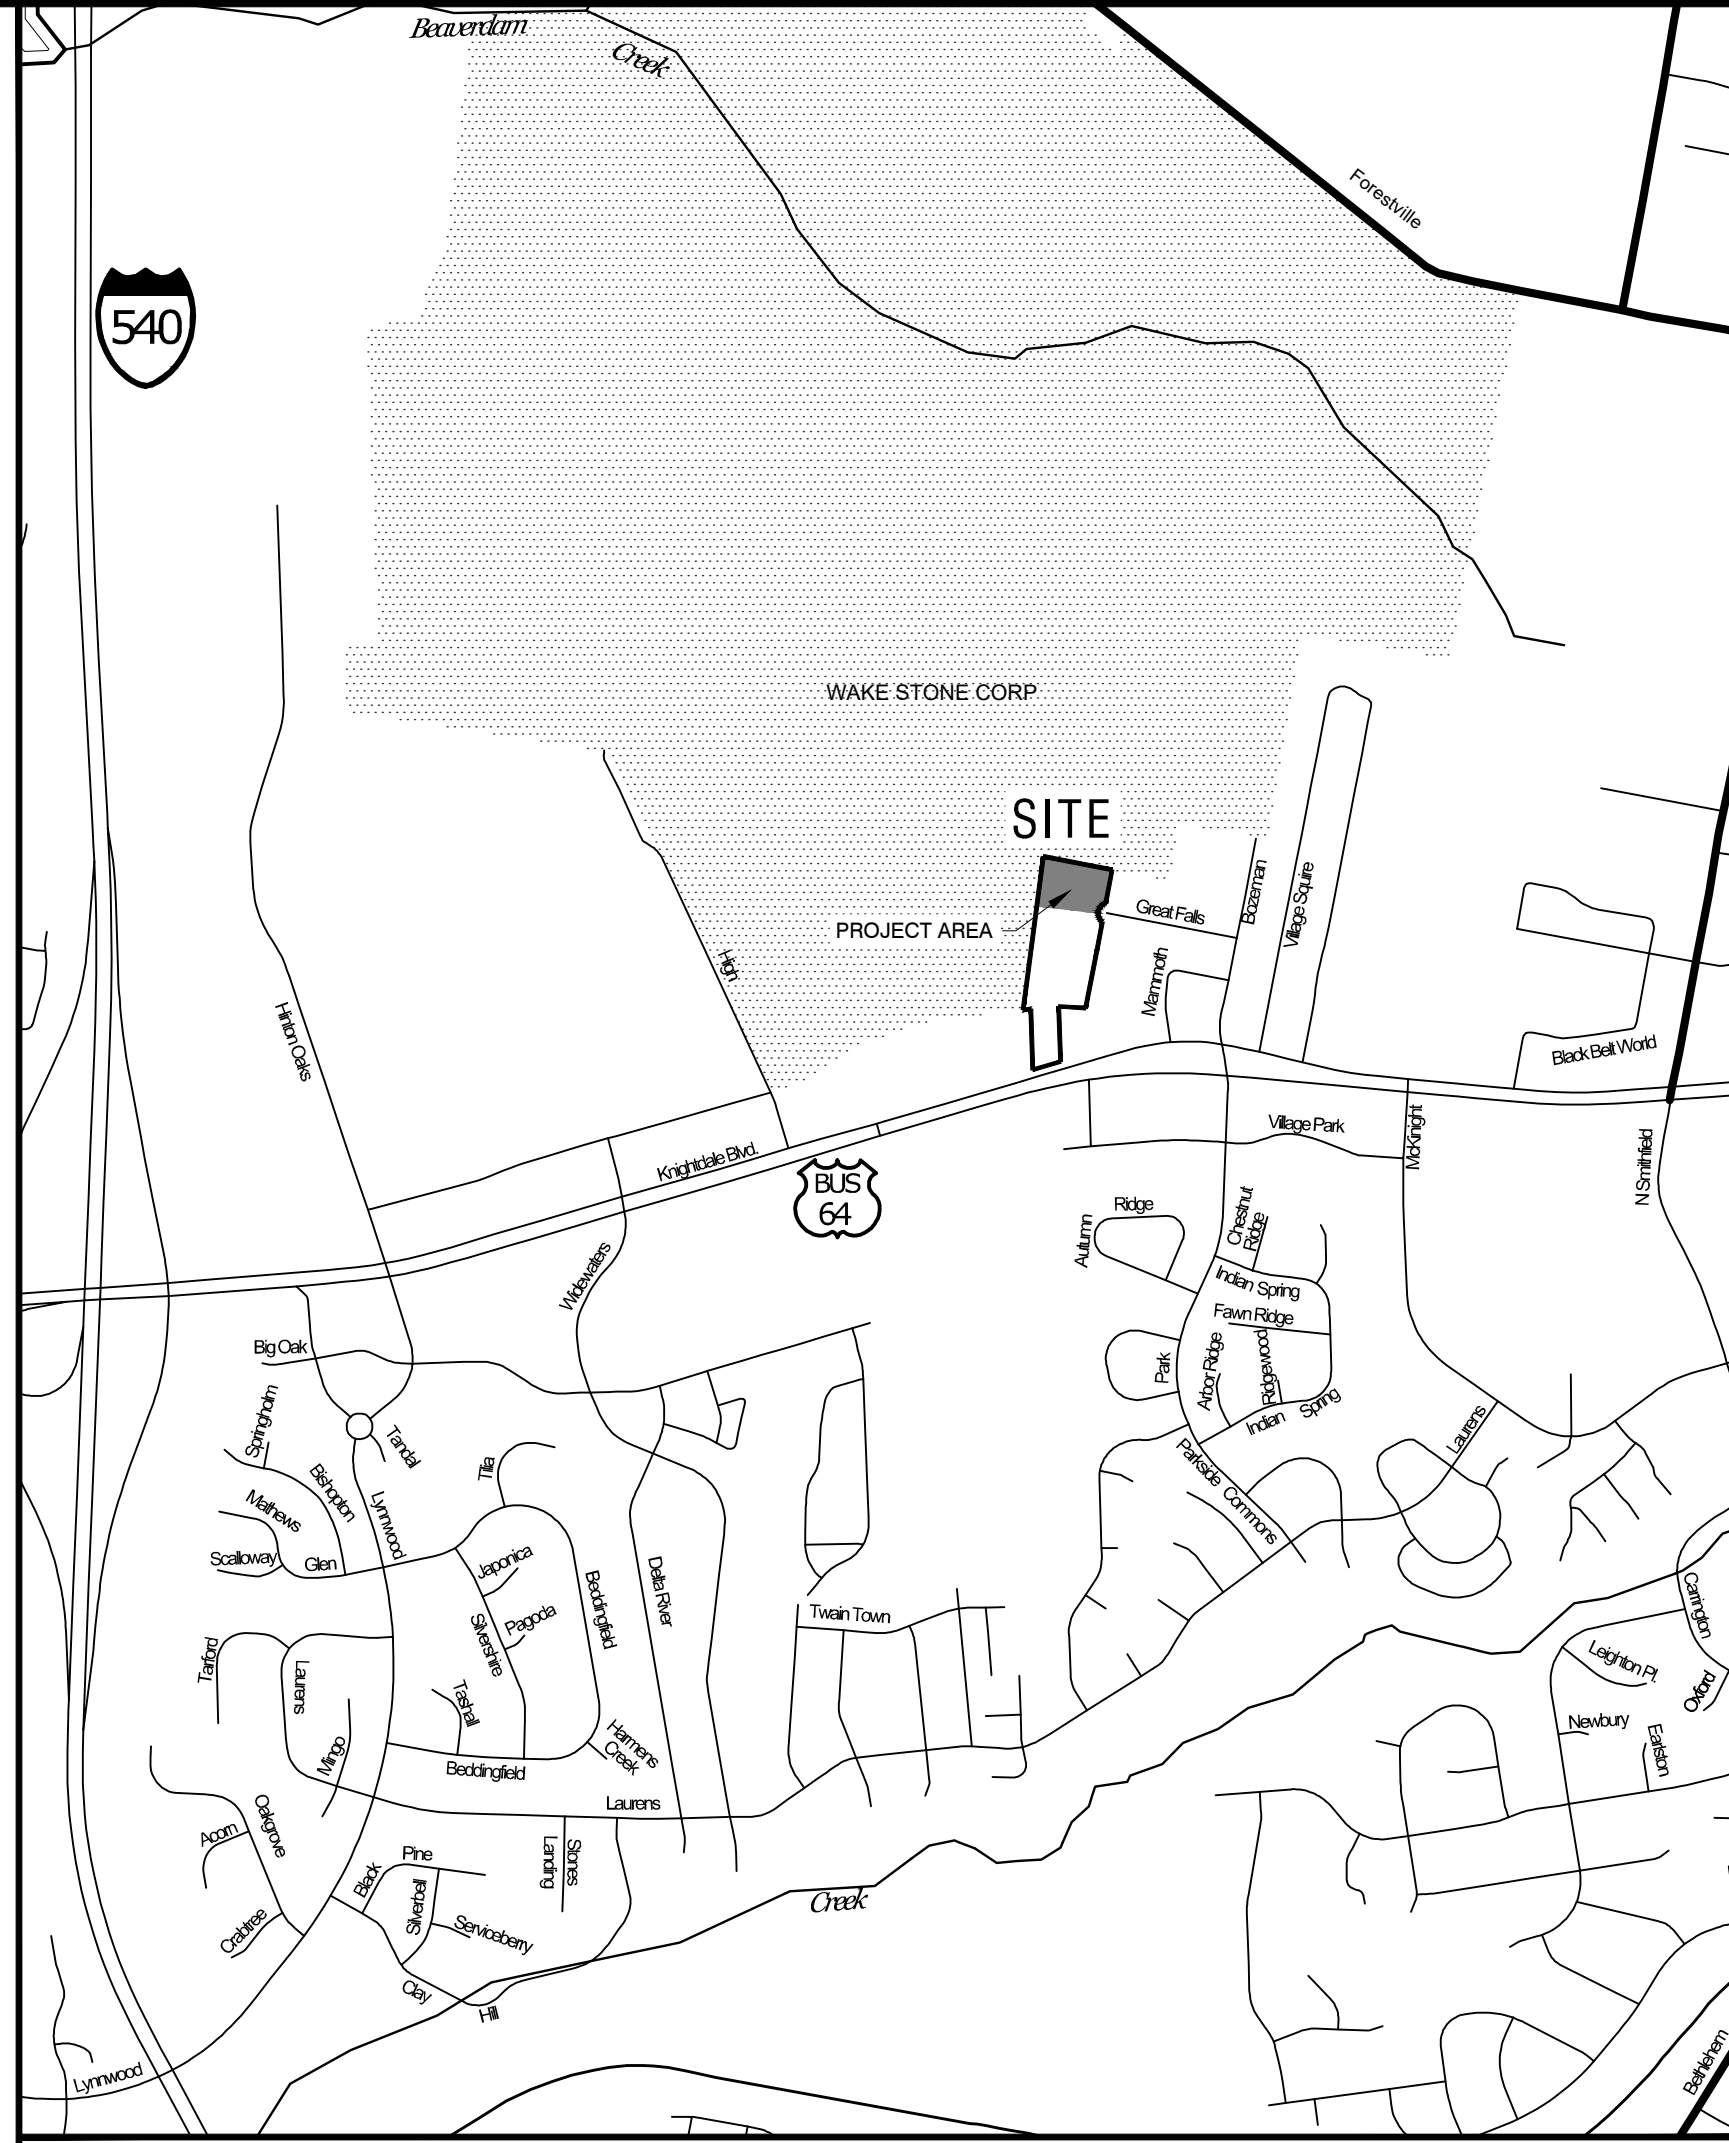 Beaverdam
Creek
Forestville
540
WAKE STONE CORP
SITE
PROJECT AREA
Great Falls
Bozeman
Village Squire
Mammoth
High
Hinton Oaks
Black Belt World
Knightdale Blvd.
BUS
64
Village Park
McKnight
N Smithfield
Widewaters
Autumn
Ridge
Chestnut
Ridge
Indian Spring
Fawn Ridge
Park
Arbor Ridge
Ridgewood
Indian
Spring
Parkside Commons
Laurens
Big Oak
Springholm
Tandal
Bishopton
Mathews
Lynnwood
Scalloway
Glen
Tilia
Japonica
Pagoda
Silvershire
Beddingfield
Delta River
Twain Town
Tarford
Laurens
Mingo
Tashall
Harmens
Creek
Beddingfield
Laurens
Carrington
Leighton Pl.
Oxford
Newbury
Earlston
Oakgrove
Acorn
Crabtree
Black
Pine
Silverbell
Serviceberry
Stones
Landing
Clay
Hill
Creek
Lynnwood
Bethlehem